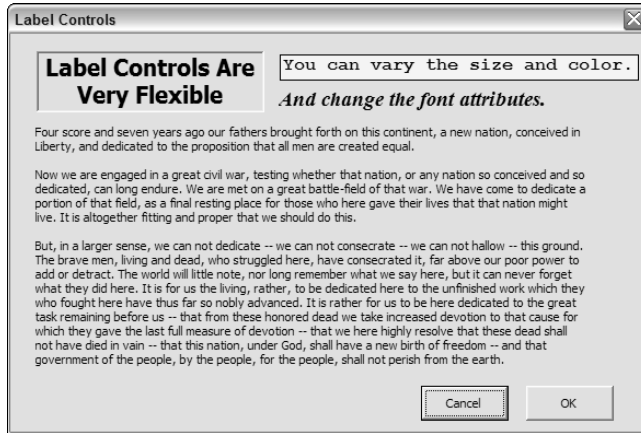 Label Controls
Label Controls Are
Very Flexible
You can vary the size and color.
And change the font attributes.
Four score and seven years ago our fathers brought forth on this continent, a new nation, conceived in
Liberty, and dedicated to the proposition that all men are created equal.
Now we are engaged in a great civil war, testing whether that nation, or any nation so conceived and so
dedicated, can long endure. We are met on a great battle-field of that war. We have come to dedicate a
portion of that field, as a final resting place for those who here gave their lives that that nation might
live. It is altogether fitting and proper that we should do this.
But, in a larger sense, we can not dedicate -- we can not consecrate -- we can not hallow -- this ground.
The brave men, living and dead, who struggled here, have consecrated it, far above our poor power to
add or detract. The world will little note, nor long remember what we say here, but it can never forget
what they did here. It is for us the living, rather, to be dedicated here to the unfinished work which they
who fought here have thus far so nobly advanced. It is rather for us to be here dedicated to the great
task remaining before us -- that from these honored dead we take increased devotion to that cause for
which they gave the last full measure of devotion -- that we here highly resolve that these dead shall
not have died in vain -- that this nation, under God, shall have a new birth of freedom -- and that
government of the people, by the people, for the people, shall not perish from the earth.
Cancel
OK